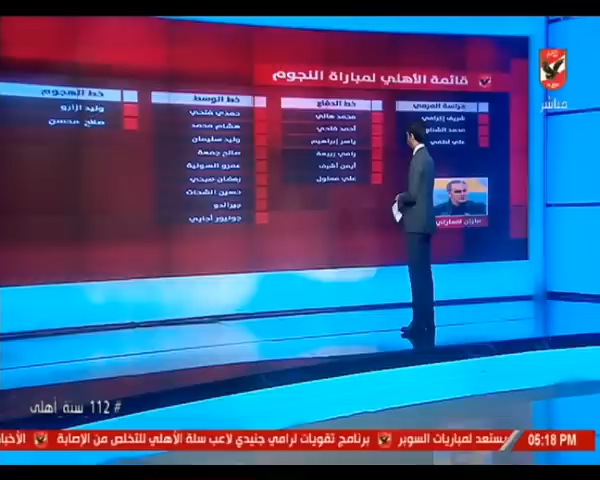 قائمة الأهلي لمباراة النجوم
مباشر
حراسة المرمى
شريف إكرامي
محمد الشناوي
علي لطفي
خط الدفاع
محمد هاني
أحمد فتحي
ياسر إبراهيم
رامي ربيعة
أيمن أشرف
علي معلول
خط الوسط
حمدي فتحي
هشام محمد
وليد سليمان
صالح جمعة
عمرو السولية
رمضان صبحي
حسين الشحات
جيرالدو
جونيور أجايي
خط الهجوم
وليد أزارو
صلاح محسن
مارتن لاسارتي
# 112 سنة أهلي
يستعد لمباريات السوبر
برنامج تقويات لرامي جنيدي لاعب سلة الأهلي للتخلص من الإصابة
05:18 PM